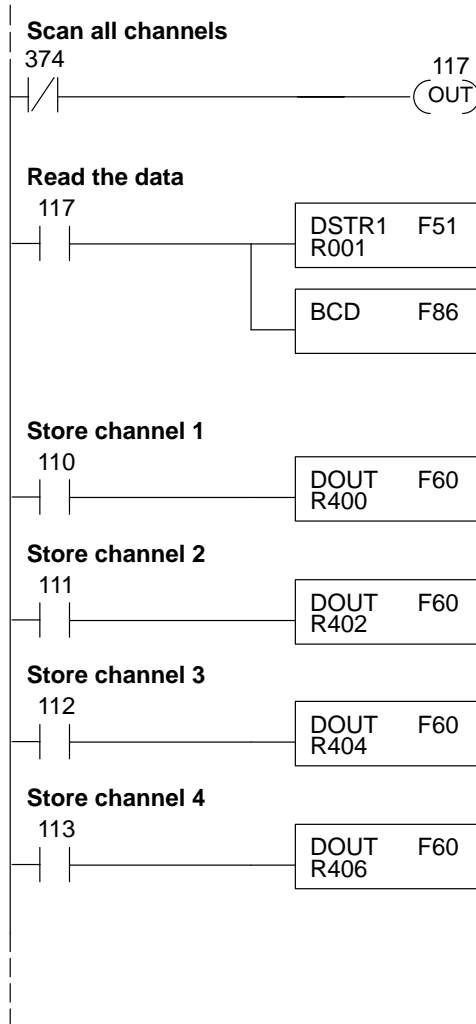 Scan all channels
374
117
OUT
Read the data
117
DSTR1 F51
R001
BCD F86
Store channel 1
110
DOUT F60
R400
Store channel 2
111
DOUT F60
R402
Store channel 3
112
DOUT F60
R404
Store channel 4
113
DOUT F60
R406